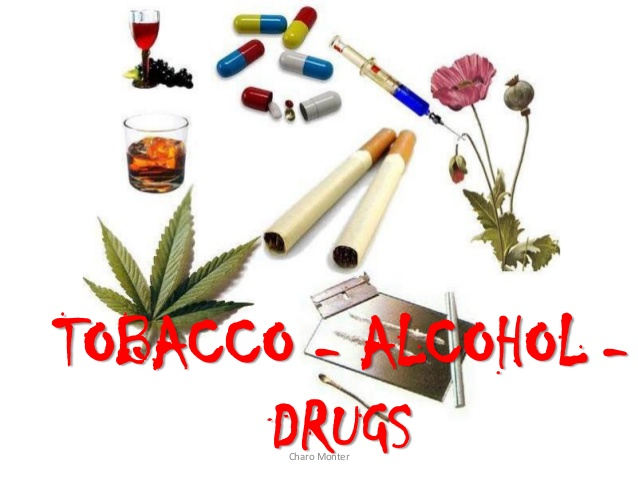 TOBACCO - ALCOHOL -
DRUGS
Charo Monter